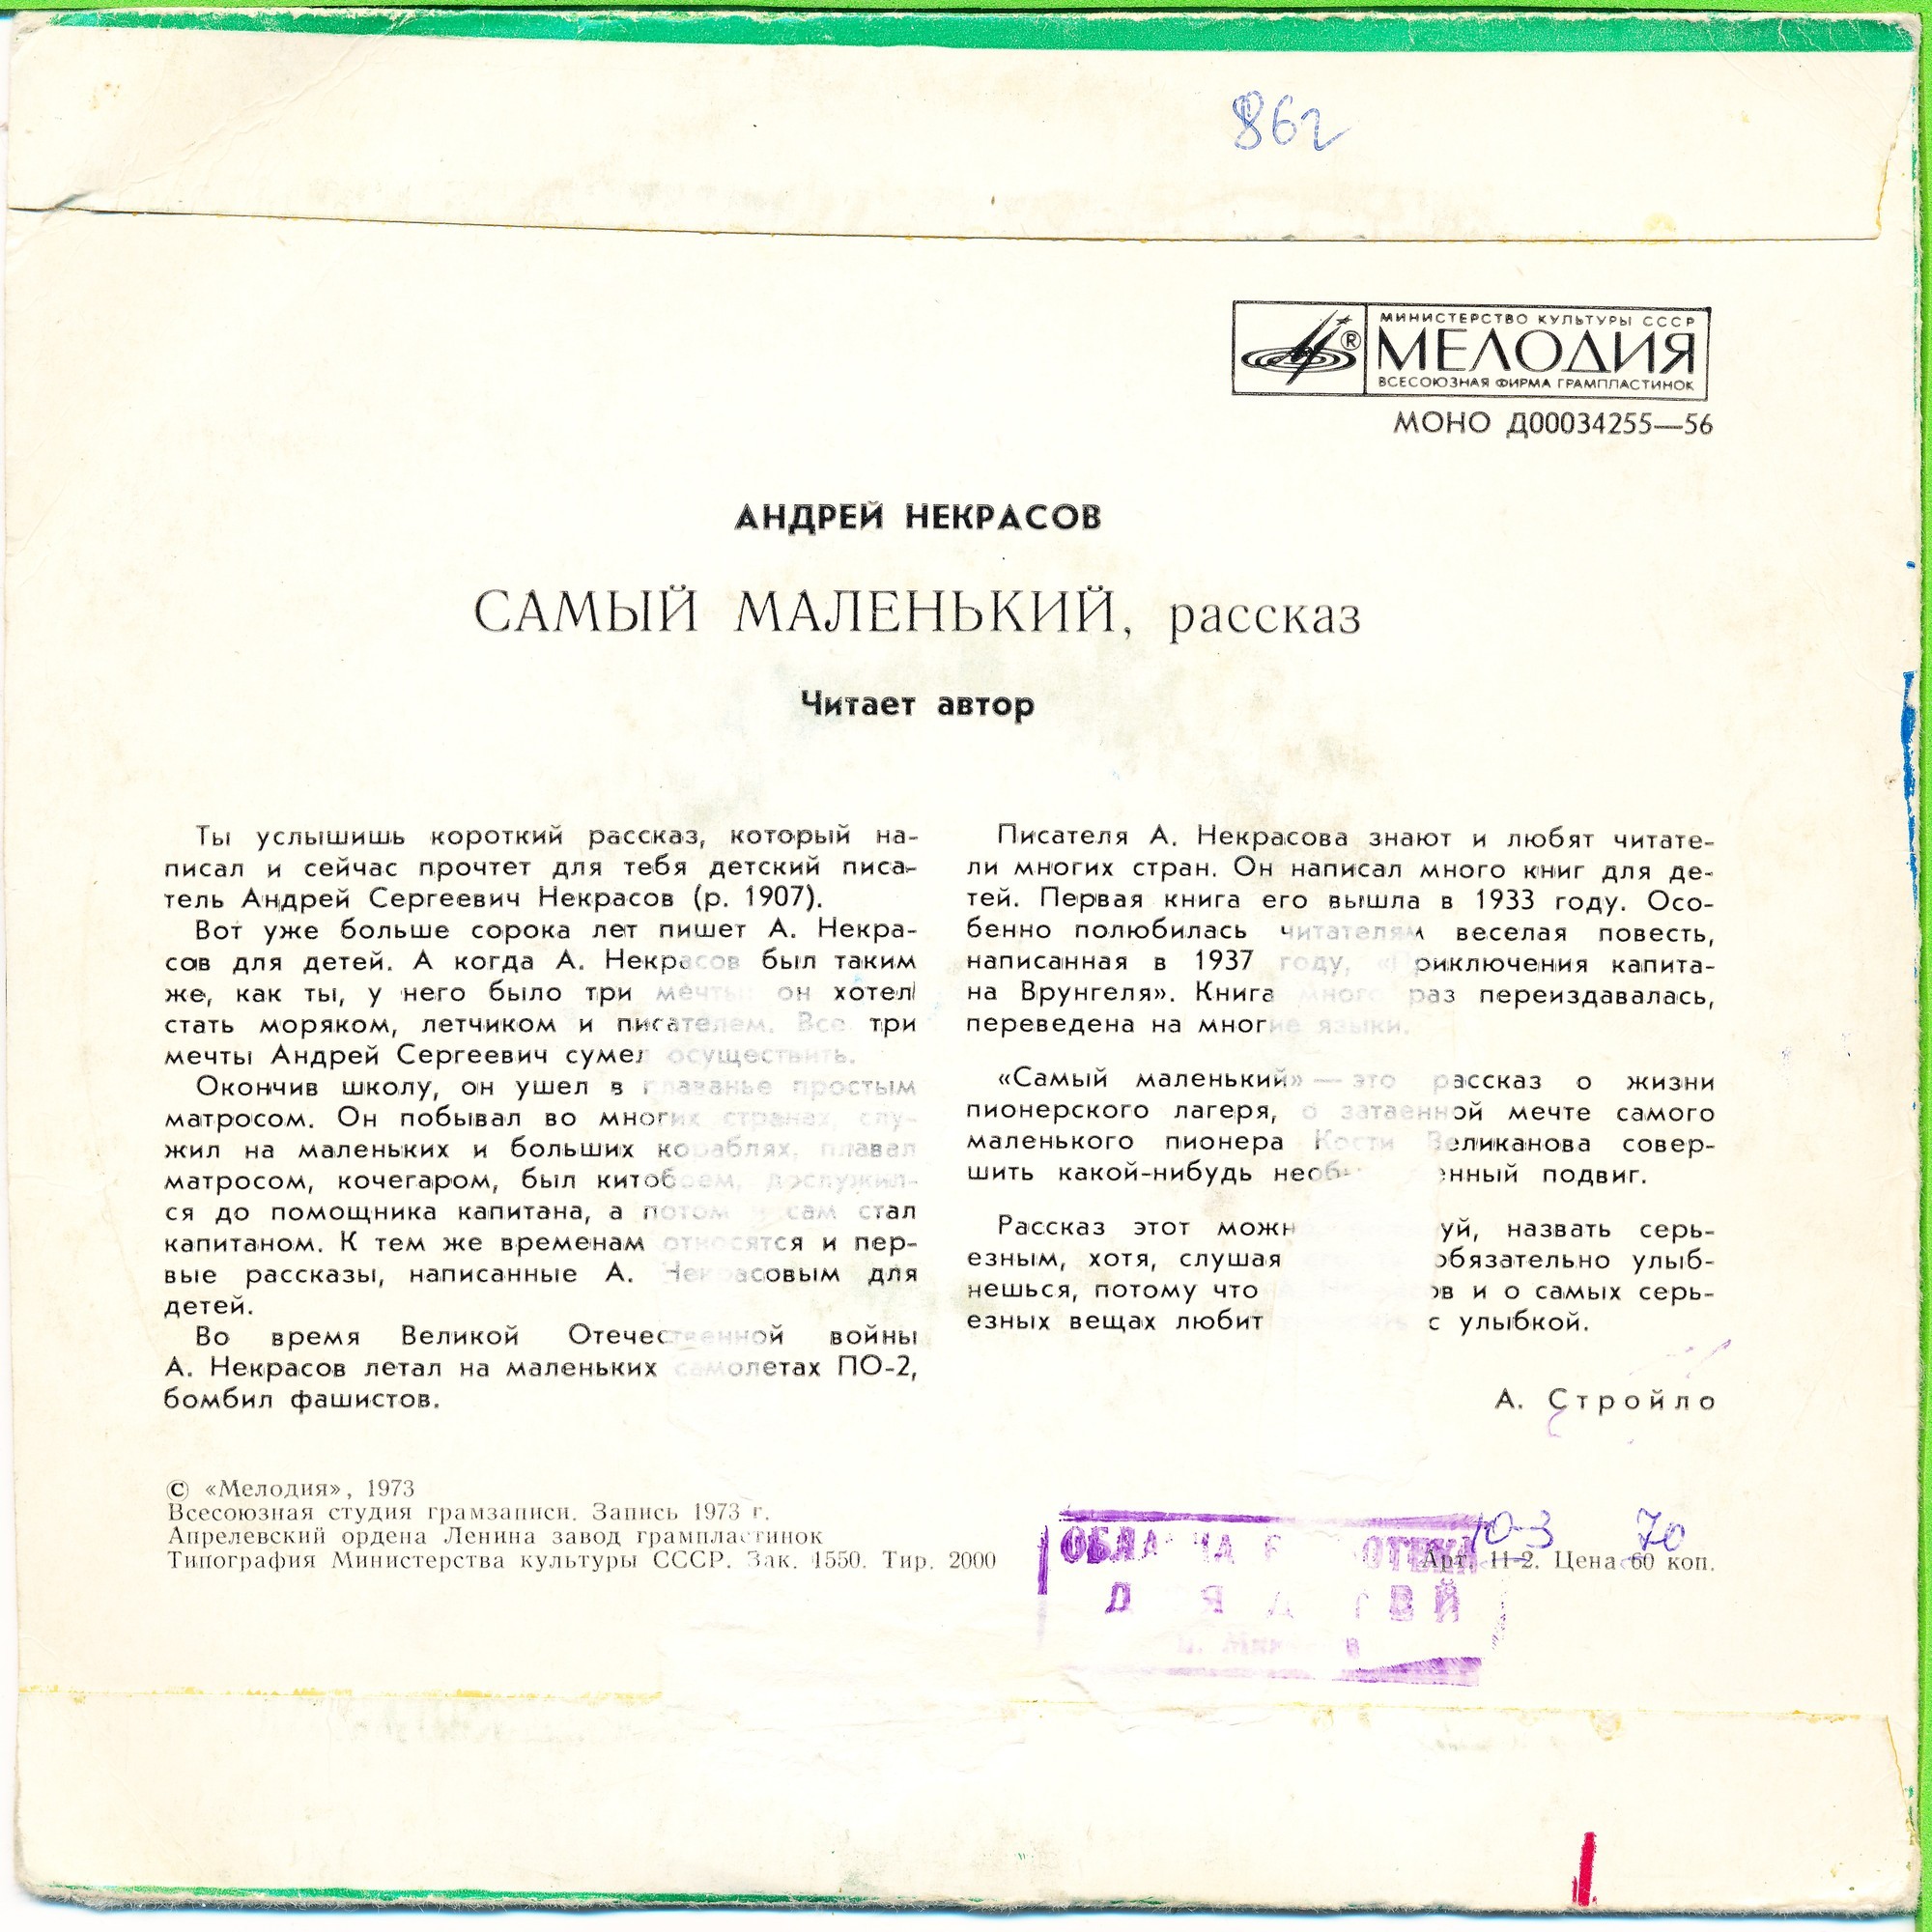 862
МИНИСТЕРСТВО КУЛЬТУРЫ СССР
МЕЛОДИЯ
®
ВСЕСОЮЗНАЯ ФИРМА ГРАМПЛАСТИНОК
МОНО Д00034255—56
АНДРЕЙ НЕКРАСОВ
САМЫЙ МАЛЕНЬКИЙ, рассказ
Читает автор
Ты услышишь короткий рассказ, который на-
писал и сейчас прочтет для тебя детский писа-
тель Андрей Сергеевич Некрасов (р. 1907).
Вот уже больше сорока лет пишет А. Некра-
сов для детей. А когда А. Некрасов был таким
же, как ты, у него было три мечты: он хотел
стать моряком, летчиком и писателем. Все три
мечты Андрей Сергеевич сумел осуществить.
Окончив школу, он ушел в плаванье простым
матросом. Он побывал во многих странах, слу-
жил на маленьких и больших кораблях, плавал
матросом, кочегаром, был китобоем, дослужил-
ся до помощника капитана, а потом и сам стал
капитаном. К тем же временам относятся и пер-
вые рассказы, написанные А. Некрасовым для
детей.
Во время Великой Отечественной войны
А. Некрасов летал на маленьких самолетах ПО-2,
бомбил фашистов.
Писателя А. Некрасова знают и любят читате-
ли многих стран. Он написал много книг для де-
тей. Первая книга его вышла в 1933 году. Осо-
бенно полюбилась читателям веселая повесть,
написанная в 1937 году, «Приключения капита-
на Врунгеля». Книга много раз переиздавалась,
переведена на многие языки.
«Самый маленький» — это рассказ о жизни
пионерского лагеря, о затаенной мечте самого
маленького пионера Кости Великанова совер-
шить какой-нибудь подвиг.
Рассказ этот назвать серь-
езным, хотя, слушая обязательно улыб-
нешься, потому что и о самых серь-
езных вещах любит с улыбкой.
А. Стройло
© «Мелодия», 1973
Всесоюзная студия грамзаписи. Запись 1973 г.
Апрелевский ордена Ленина завод грампластинок
Типография Министерства культуры СССР. Зак. 1550. Тир. 2000
10-3 70
Арт. 11-2. Цена 60 коп.